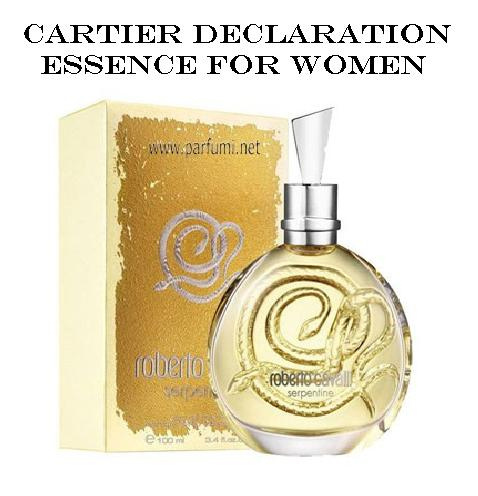 CARTIER DECLARATION
ESSENCE FOR WOMEN
www.parfumi.net
roberto
serpentine
roberto cavalli
serpentine
e 100 ml 3.4 fl.oz